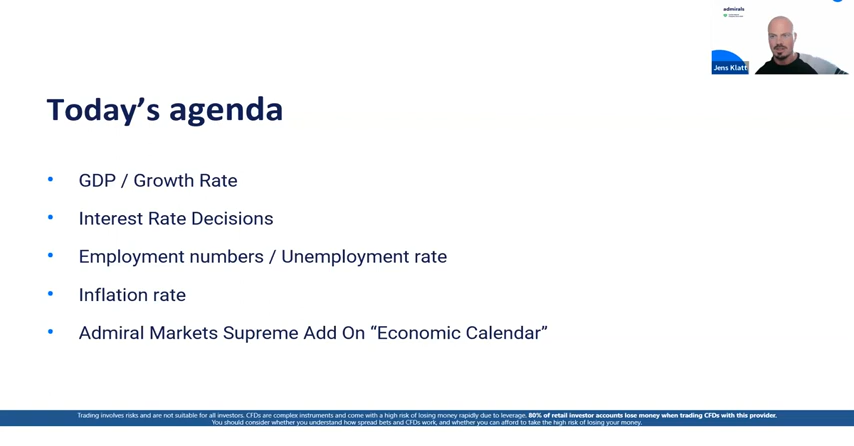 admirals
Jens Klatt
Today's agenda
• GDP / Growth Rate
• Interest Rate Decisions
• Employment numbers / Unemployment rate
• Inflation rate
• Admiral Markets Supreme Add On “Economic Calendar”
Trading involves risks and are not suitable for all investors. CFDs are complex instruments and come with a high risk of losing money rapidly due to leverage. 80% of retail investor accounts lose money when trading CFDs with this provider.
You should consider whether you understand how spread bets and CFDs work, and whether you can afford to take the high risk of losing your money.